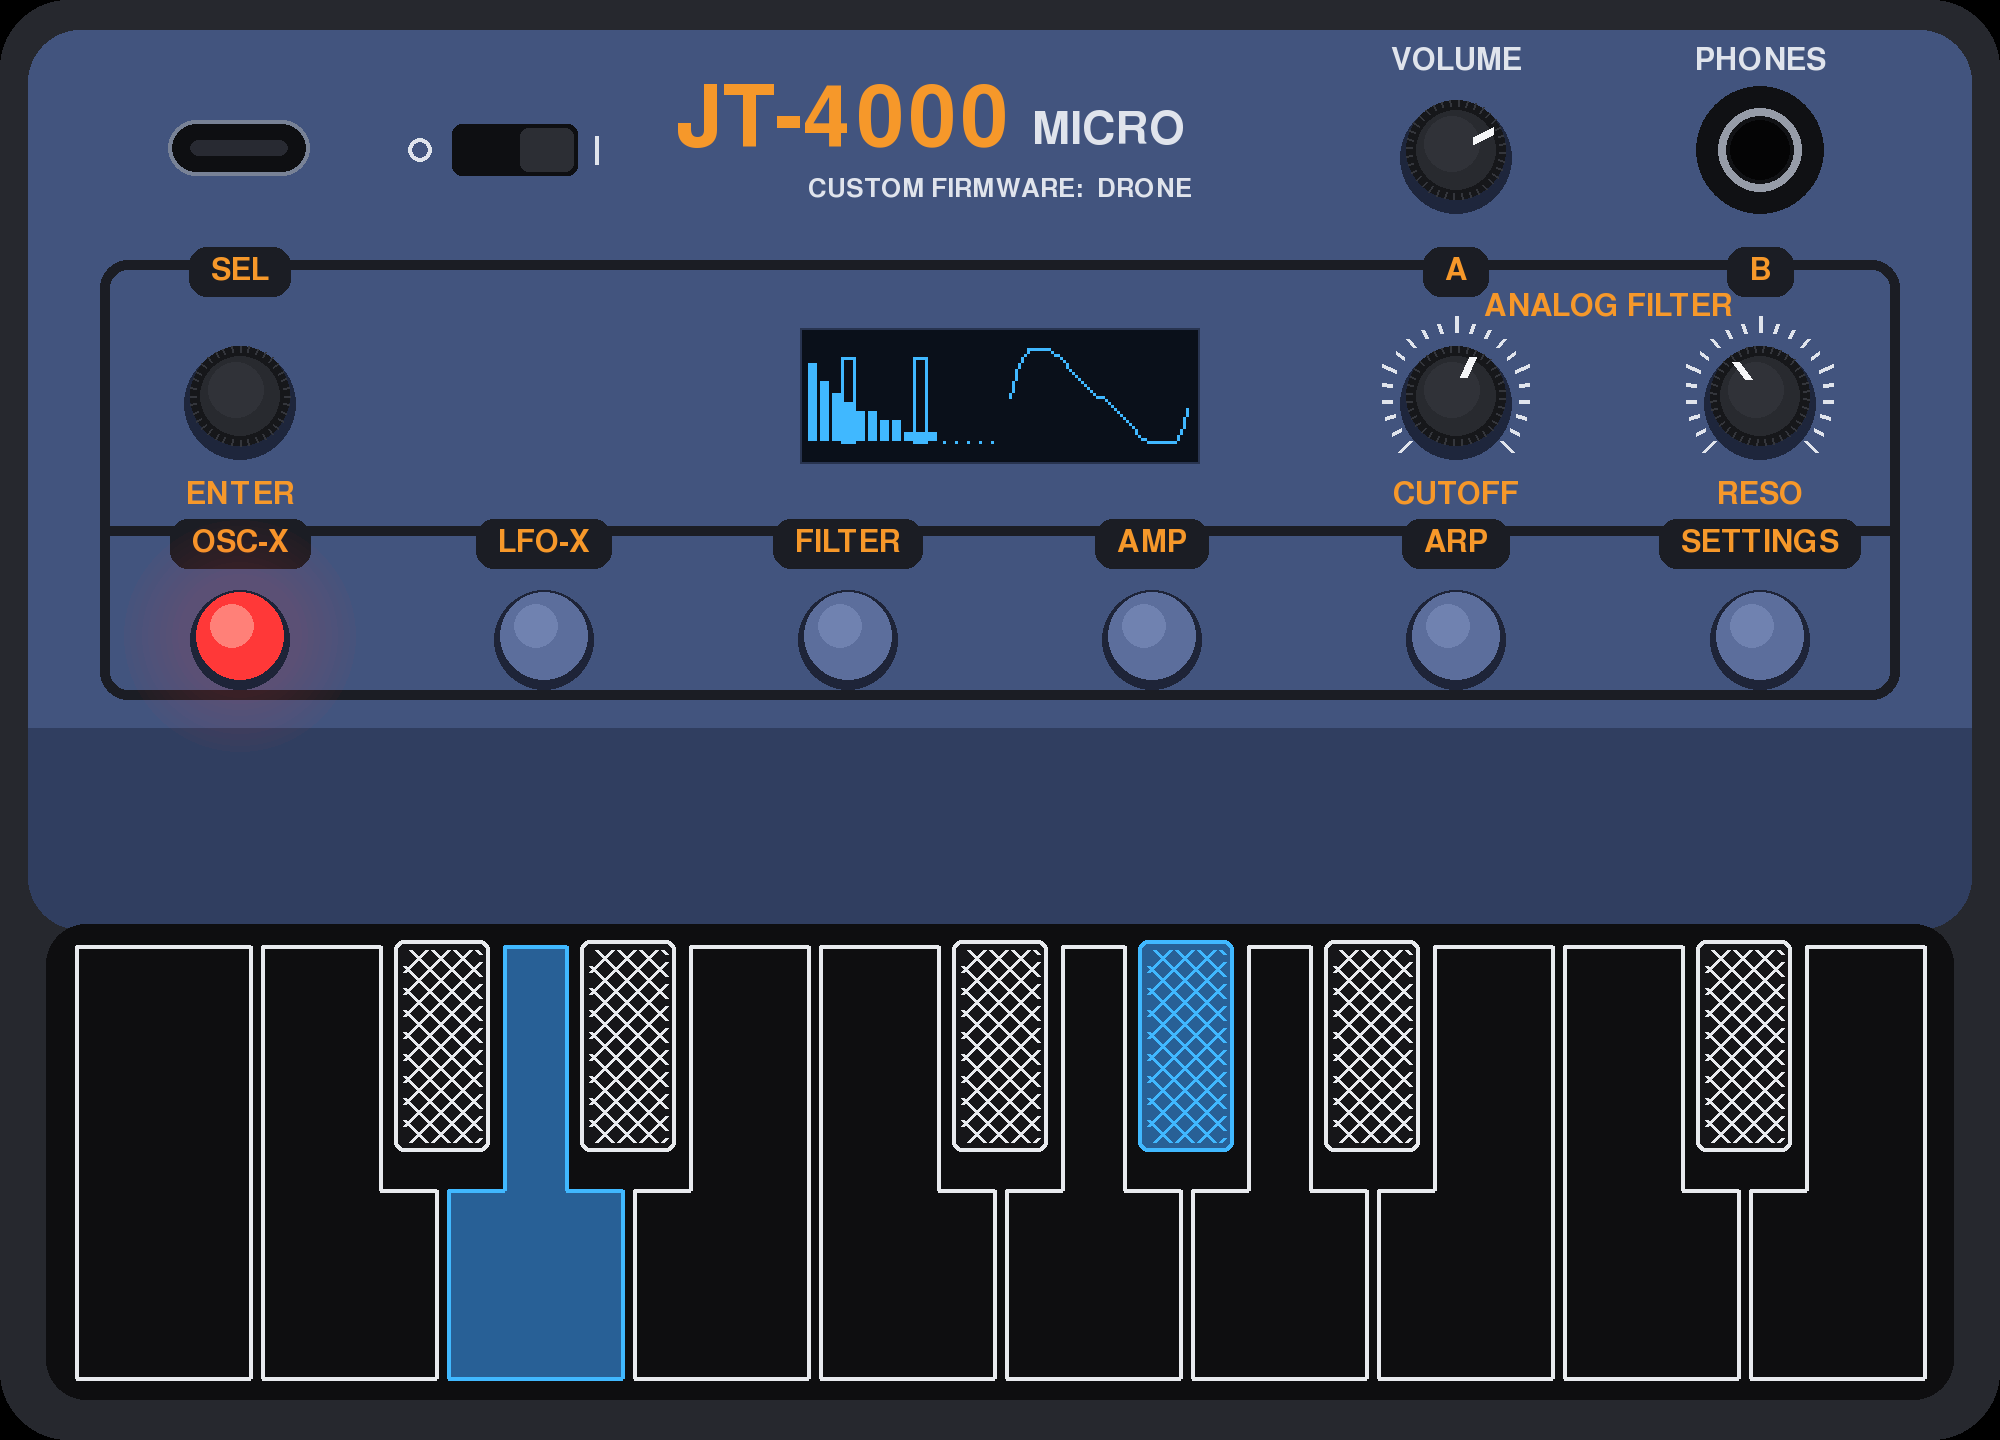 VOLUME
PHONES
JT-4000 MICRO
CUSTOM FIRMWARE: DRONE
SEL
A
B
ANALOG FILTER
ENTER
CUTOFF
RESO
OSC-X
LFO-X
FILTER
AMP
ARP
SETTINGS